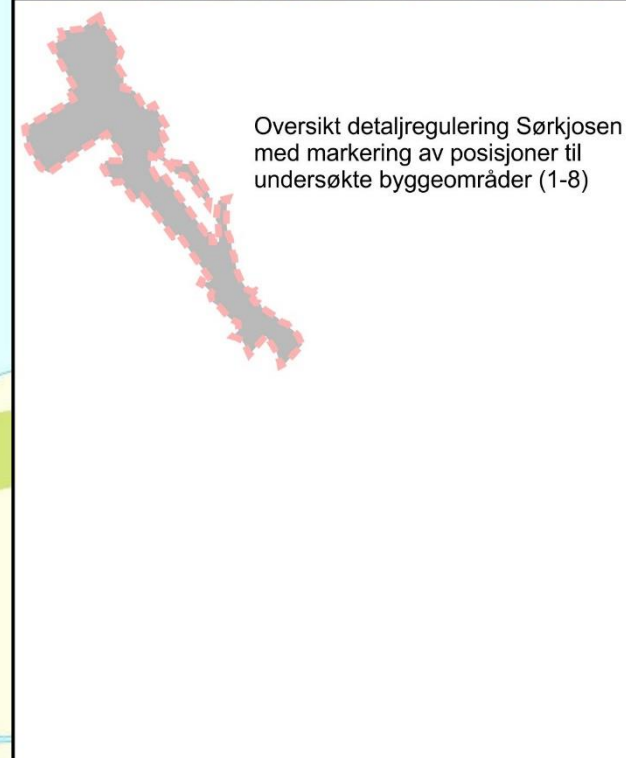 Oversikt detaljregulering Sørkjosen
med markering av posisjoner til
undersøkte byggeområder (1-8)